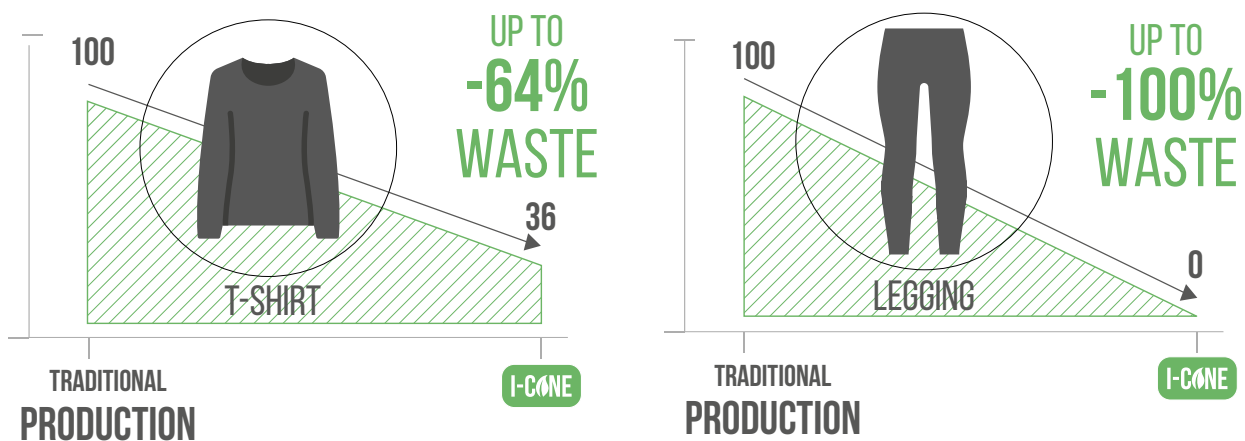 100
UP TO
-64%
WASTE
36
T-SHIRT
TRADITIONAL
PRODUCTION
I-CONE
100
UP TO
-100%
WASTE
0
LEGGING
TRADITIONAL
PRODUCTION
I-CONE